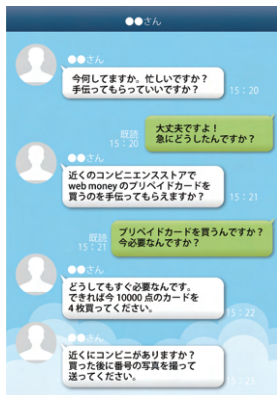 ●●さん
●●さん
今何してますか。忙しいですか？
手伝ってもらっていいですか？
15：20
大丈夫ですよ！
急にどうしたんですか？
既読
15：20
●●さん
近くのコンビニエンスストアで
web moneyのプリペイドカードを
買うのを手伝ってもらえますか？
15：21
プリペイドカードを買うんですか？
今必要なんですか？
既読
15：21
●●さん
どうしてもすぐ必要なんです。
できれば今10000点のカードを
4枚買ってください。
15：22
●●さん
近くにコンビニがありますか？
買った後に番号の写真を撮って
送ってください。
15：23